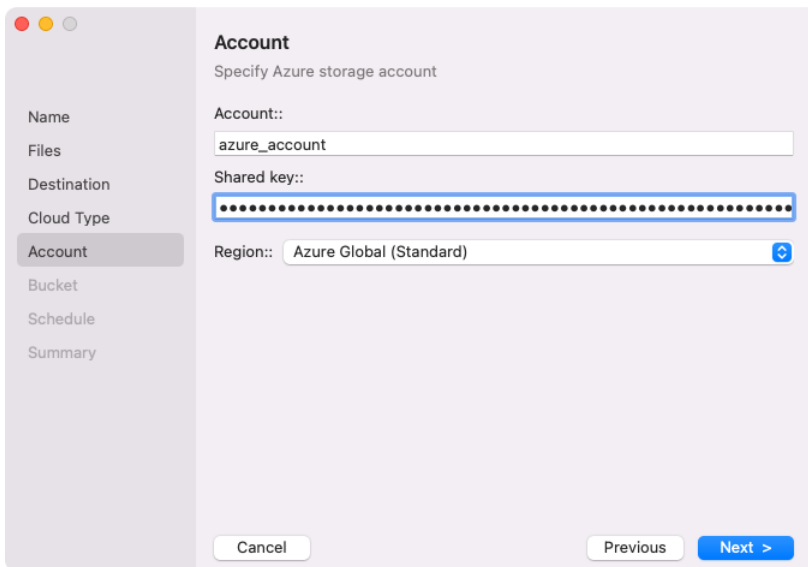 Account
Specify Azure storage account
Name
Files
Destination
Cloud Type
Account
Bucket
Schedule
Summary
Account::
azure_account
Shared key::
Region:: Azure Global (Standard)
Cancel
Previous
Next >